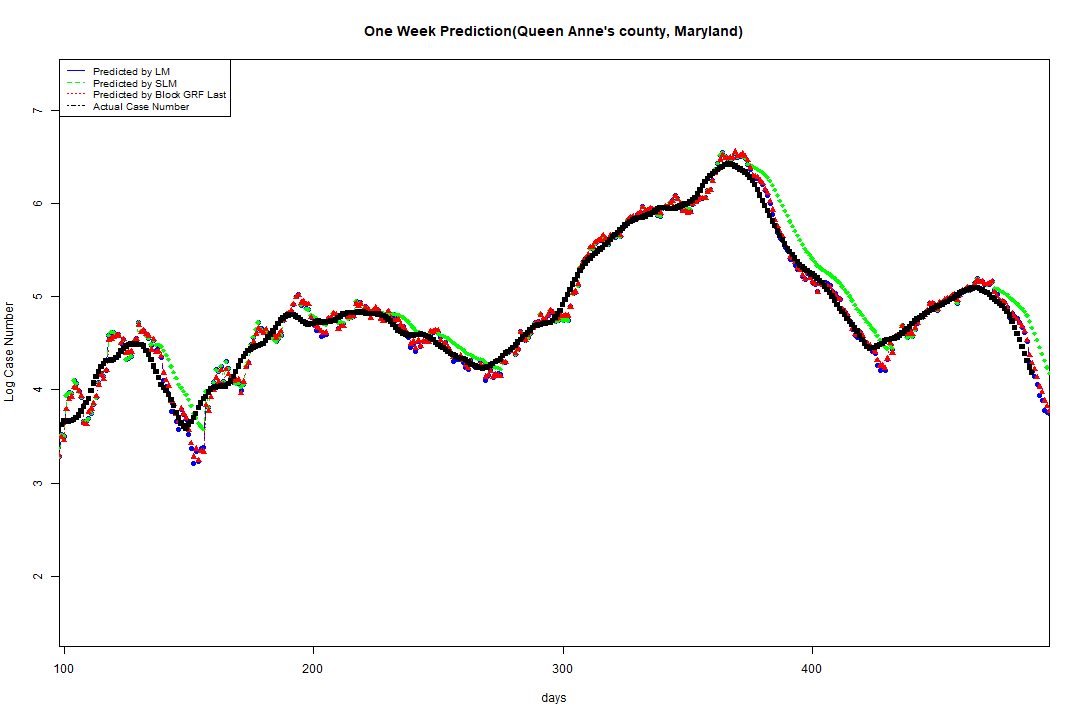 One Week Prediction(Queen Anne's county, Maryland)
Predicted by LM
Predicted by SLM
Predicted by Block GRF Last
Actual Case Number
7
6
5
4
3
2
Log Case Number
100 200 300 400
days